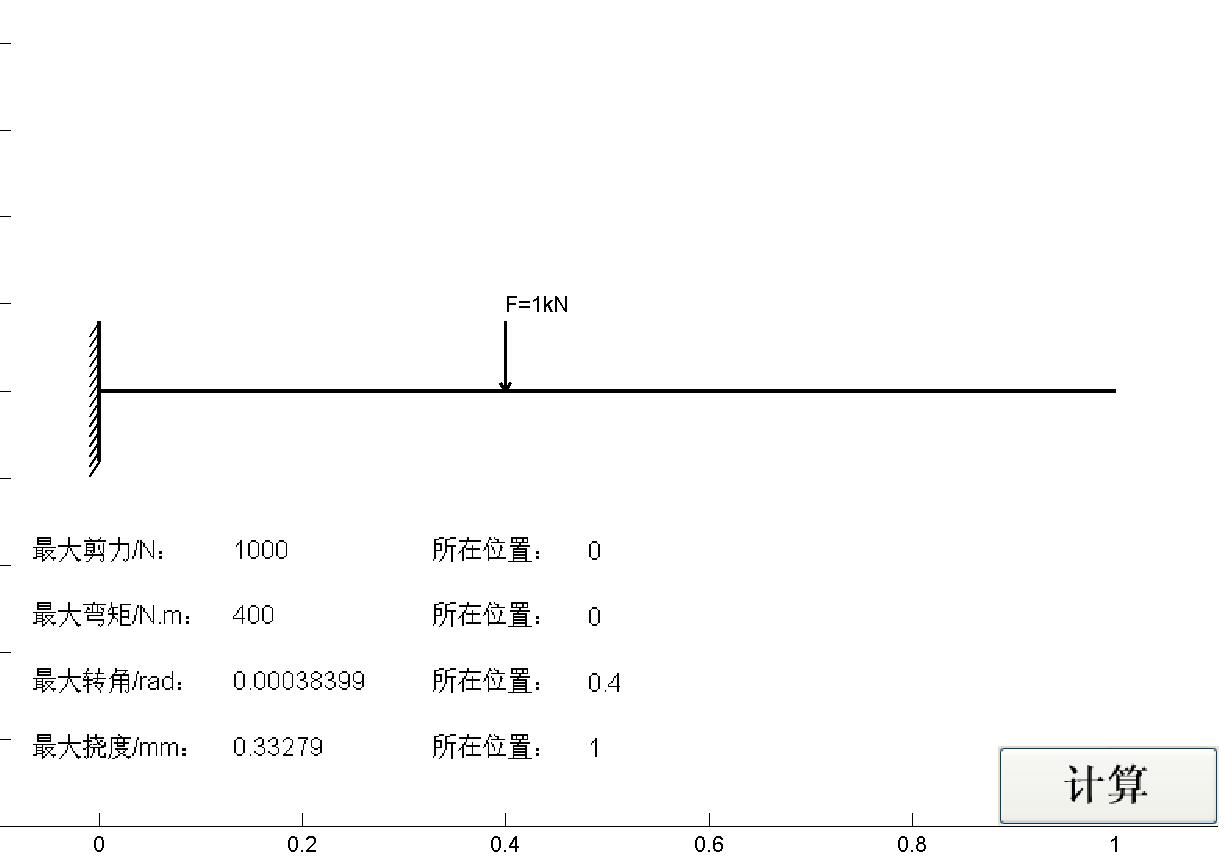 F=1kN
最大剪力/N： 1000 所在位置： 0
最大弯矩/N.m： 400 所在位置： 0
最大转角/rad： 0.00038399 所在位置： 0.4
最大挠度/mm： 0.33279 所在位置： 1
计算
0 0.2 0.4 0.6 0.8 1